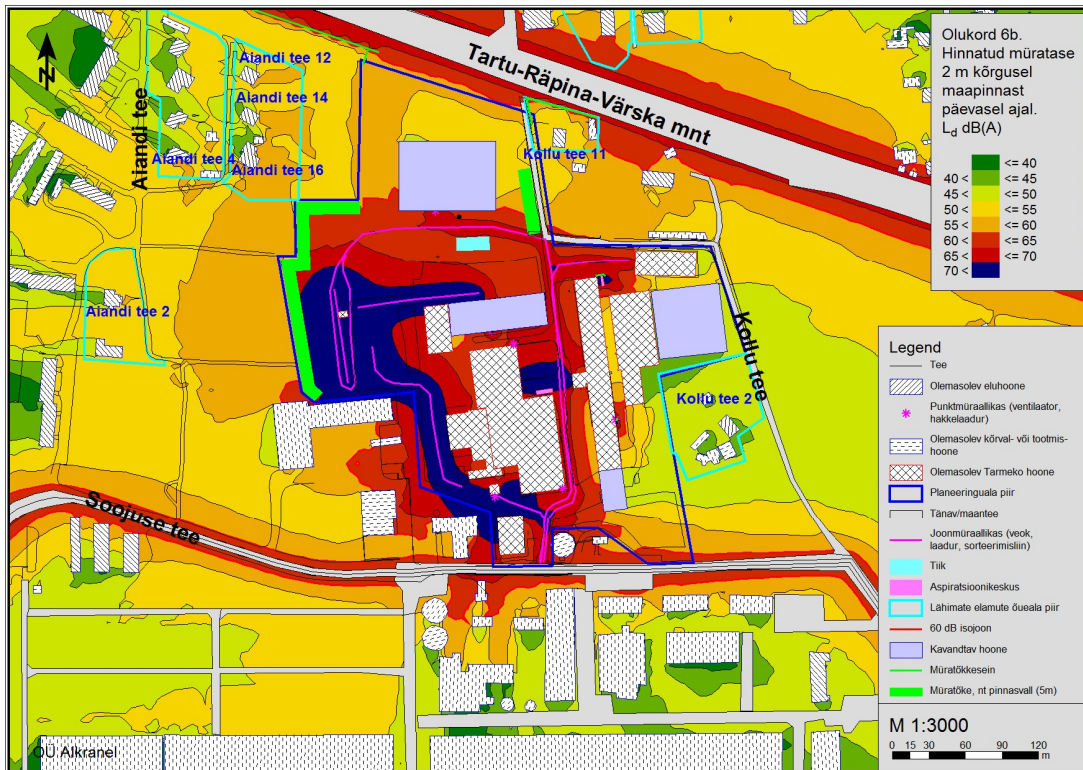 Olukord 6b.
Hinnatud müratase
2 m kõrgusel
maapinnast
päevasel ajal.
Ld dB(A)
<= 40
40 < <= 45
45 < <= 50
50 < <= 55
55 < <= 60
60 < <= 65
65 < <= 70
70 <
N
Tartu-Räpina-Värska mnt
Aiandi tee
Aiandi tee 12
Aiandi tee 14
Aiandi tee 4
Aiandi tee 16
Kollu tee 11
Aiandi tee 2
Kollu tee
Kollu tee 2
Soojuse tee
Legend
Tee
Olemasolev eluhoone
Punktmüraallikas (ventilaator,
hakkelaadur)
Olemasolev kõrval- või tootmis-
hoone
Olemasolev Tarmeko hoone
Planeeringuala piir
Tänav/maantee
Joonmüraallikas (veok,
laadur, sorteerimisliin)
Tiik
Aspiratsioonikeskus
Lähimate elamute õueala piir
60 dB isojoon
Kavandtav hoone
Müratõkkesein
Müratõke, nt pinnasvall (5m)
M 1:3000
0 15 30 60 90 120
m
OÜ Alkranel